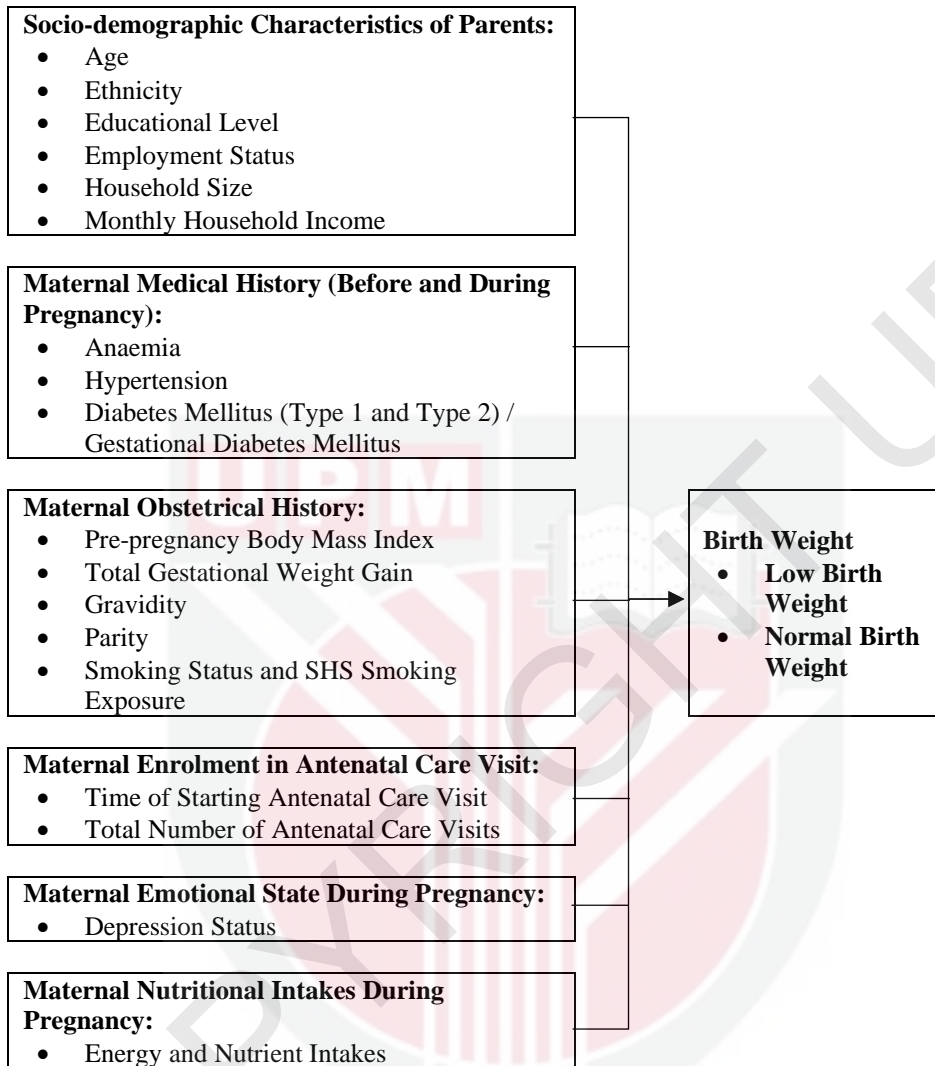 Socio-demographic Characteristics of Parents:
• Age
• Ethnicity
• Educational Level
• Employment Status
• Household Size
• Monthly Household Income
Maternal Medical History (Before and During
Pregnancy):
• Anaemia
• Hypertension
• Diabetes Mellitus (Type 1 and Type 2) /
Gestational Diabetes Mellitus
UPM
Maternal Obstetrical History:
• Pre-pregnancy Body Mass Index
• Total Gestational Weight Gain
• Gravidity
• Parity
• Smoking Status and SHS Smoking
Exposure
Birth Weight
• Low Birth
Weight
• Normal Birth
Weight
Maternal Enrolment in Antenatal Care Visit:
• Time of Starting Antenatal Care Visit
• Total Number of Antenatal Care Visits
Maternal Emotional State During Pregnancy:
• Depression Status
Maternal Nutritional Intakes During
Pregnancy:
• Energy and Nutrient Intakes